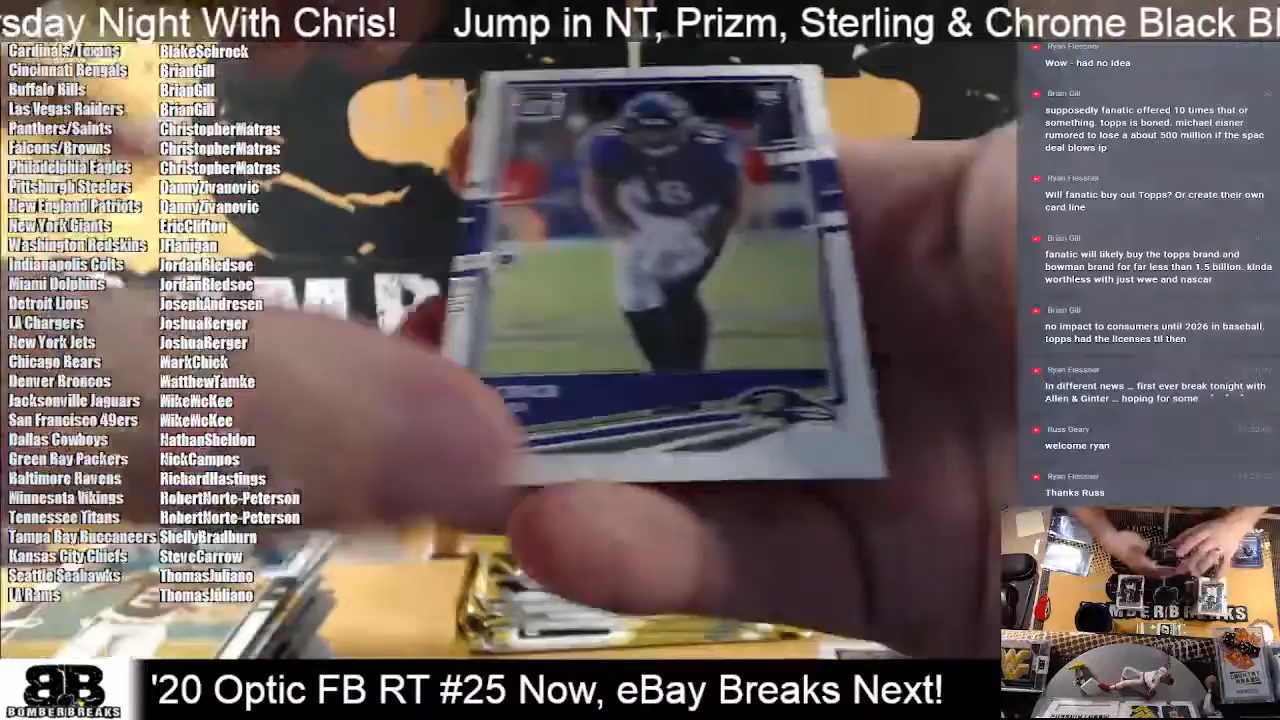 sday Night With Chris! Jump in NT, Prizm, Sterling & Chrome Black Bl
Cardinals/Texans BlakeSchrock
Cincinnati Bengals BrianGill
Buffalo Bills BrianGill
Las Vegas Raiders BrianGill
Panthers/Saints ChristopherMatras
Falcons/Browns ChristopherMatras
Philadelphia Eagles ChristopherMatras
Pittsburgh Steelers DannyZivanovic
New England Patriots DannyZivanovic
New York Giants EricClifton
Washington Redskins JFlanigan
Indianapolis Colts JordanBledsoe
Miami Dolphins JordanBledsoe
Detroit Lions JosephAndresen
LA Chargers JoshuaBerger
New York Jets JoshuaBerger
Chicago Bears MarkChick
Denver Broncos MatthewTamke
Jacksonville Jaguars MikeMcKee
San Francisco 49ers MikeMcKee
Dallas Cowboys NathanSheldon
Green Bay Packers NickCampos
Baltimore Ravens RichardHastings
Minnesota Vikings RobertNorte-Peterson
Tennessee Titans RobertNorte-Peterson
Tampa Bay Buccaneers ShellyBradburn
Kansas City Chiefs SteveCarrow
Seattle Seahawks ThomasJuliano
LA Rams ThomasJuliano
Ryan Flessner
Wow - had no idea
Brian Gill
supposedly fanatic offered 10 times that or
something. topps is boned. michael eisner
rumored to lose a about 500 million if the spac
deal blows ip
Ryan Flessner
Will fanatic buy out Topps? Or create their own
card line
Brian Gill
fanatic will likely buy the topps brand and
bowman brand for far less than 1.5 billion. kinda
worthless with just wwe and nascar
Brian Gill
no impact to consumers until 2026 in baseball.
topps had the licenses til then
Ryan Flessner
In different news … first ever break tonight with
Allen & Ginter … hoping for some
Russ Geary
welcome ryan
Ryan Flessner
Thanks Russ
BOMBERBREAKS
'20 Optic FB RT #25 Now, eBay Breaks Next!